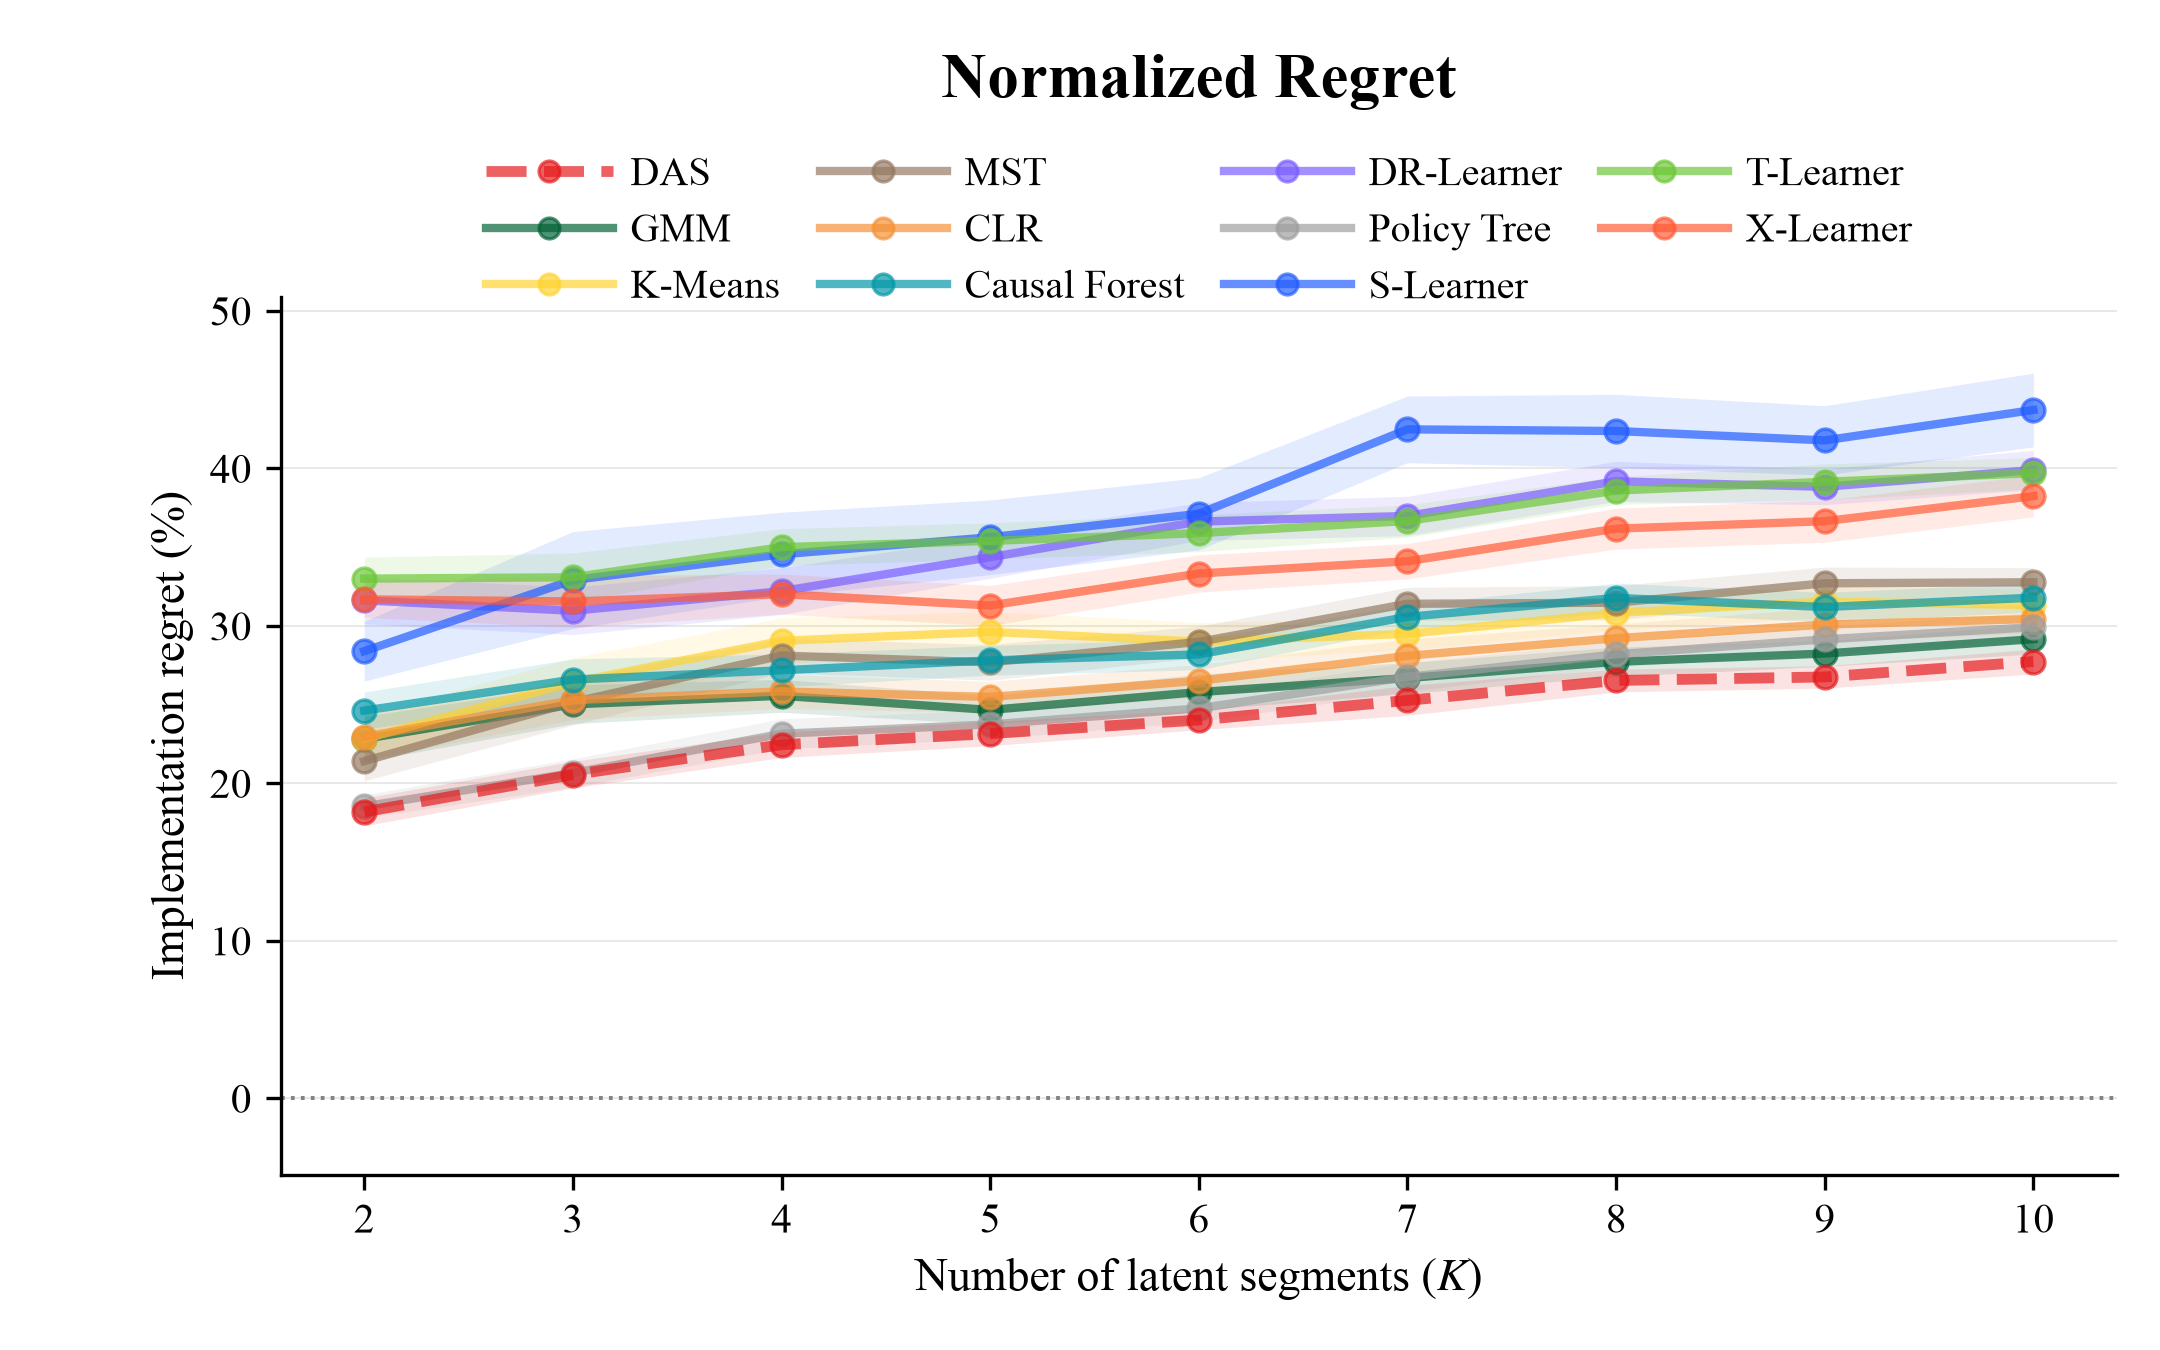 Normalized Regret
DAS
MST
DR-Learner
T-Learner
GMM
CLR
Policy Tree
X-Learner
K-Means
Causal Forest
S-Learner
Implementation regret (%)
50
40
30
20
10
0
2 3 4 5 6 7 8 9 10
Number of latent segments (K)